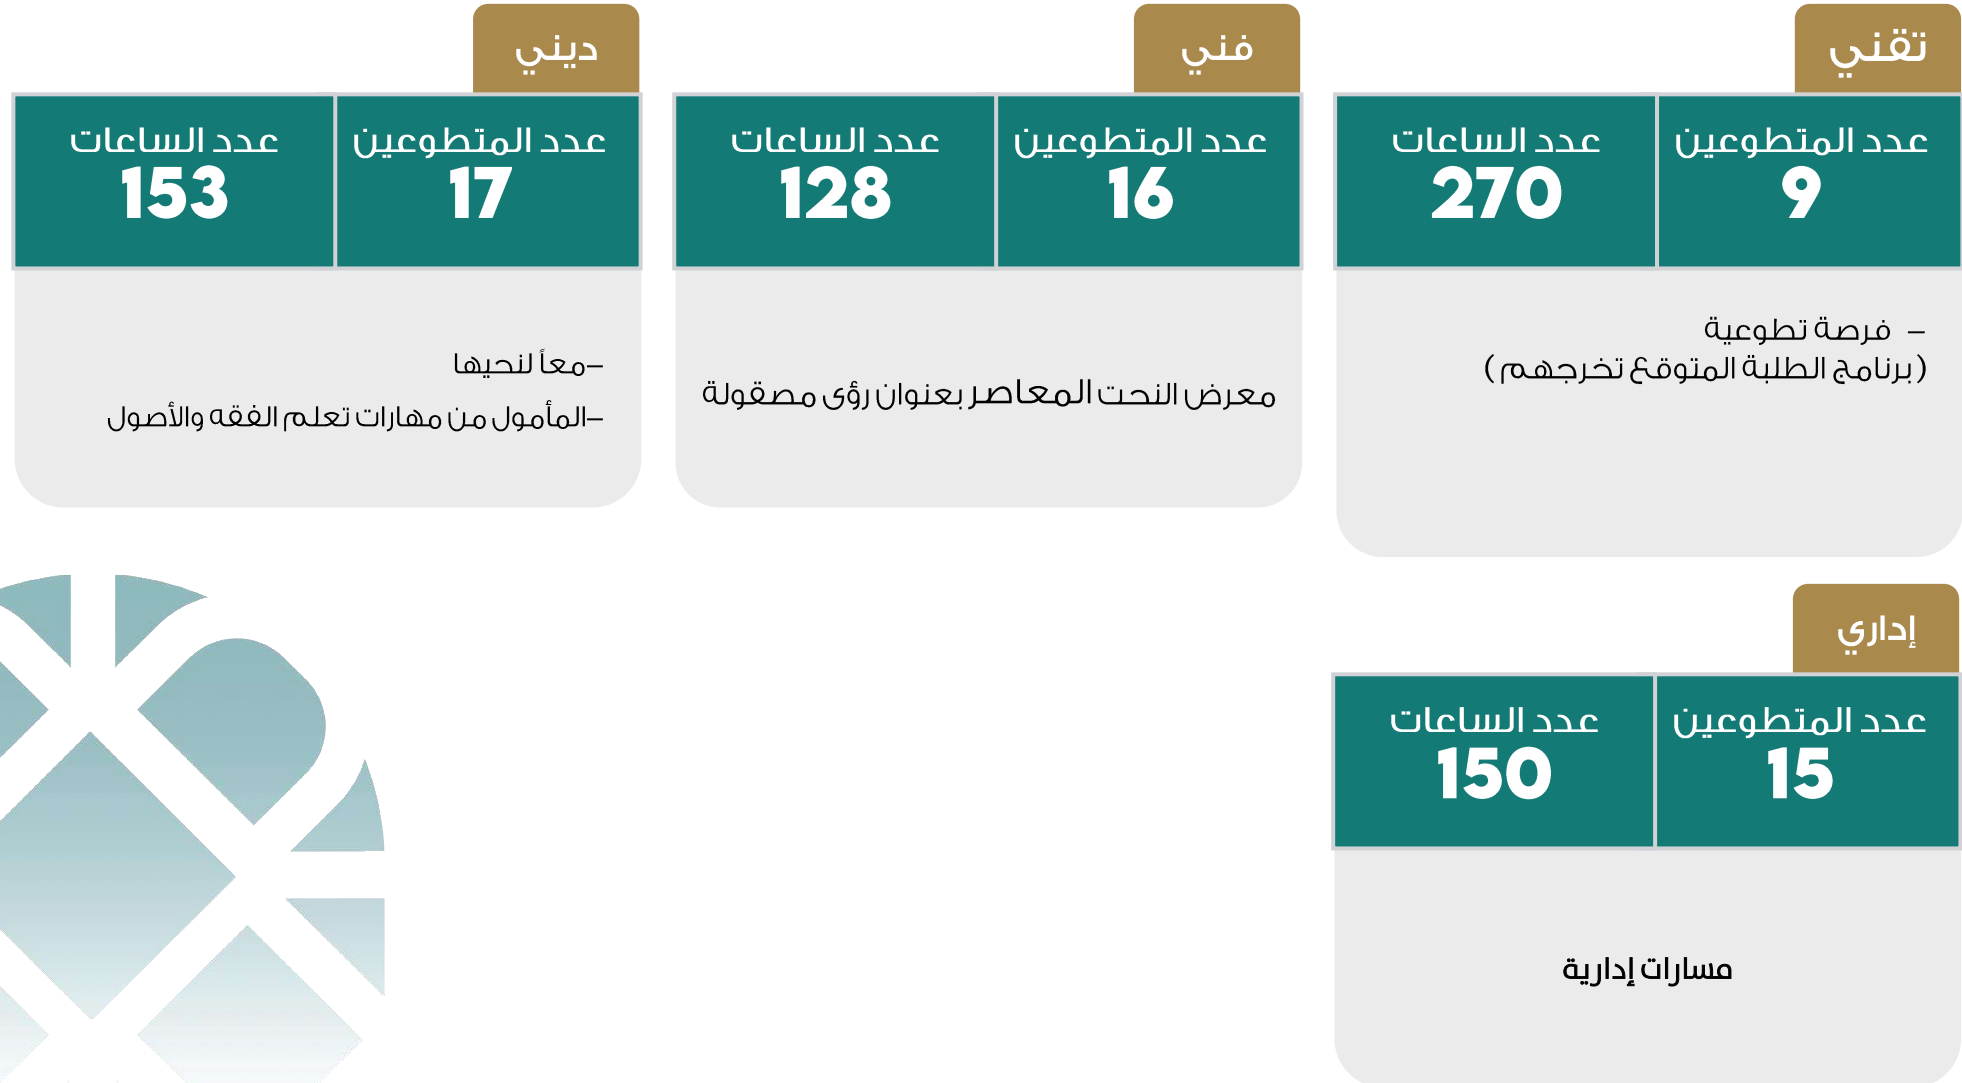 تقني
عدد المتطوعين
9
عدد الساعات
270
- فرصة تطوعية
(برنامج الطلبة المتوقع تخرجهم )
فني
عدد المتطوعين
16
عدد الساعات
128
معرض النحت المعاصر بعنوان رؤى مصقولة
ديني
عدد المتطوعين
17
عدد الساعات
153
-معاً لنحيها
-المأمول من مهارات تعلم الفقه والأصول
إداري
عدد المتطوعين
15
عدد الساعات
150
مسارات إدارية